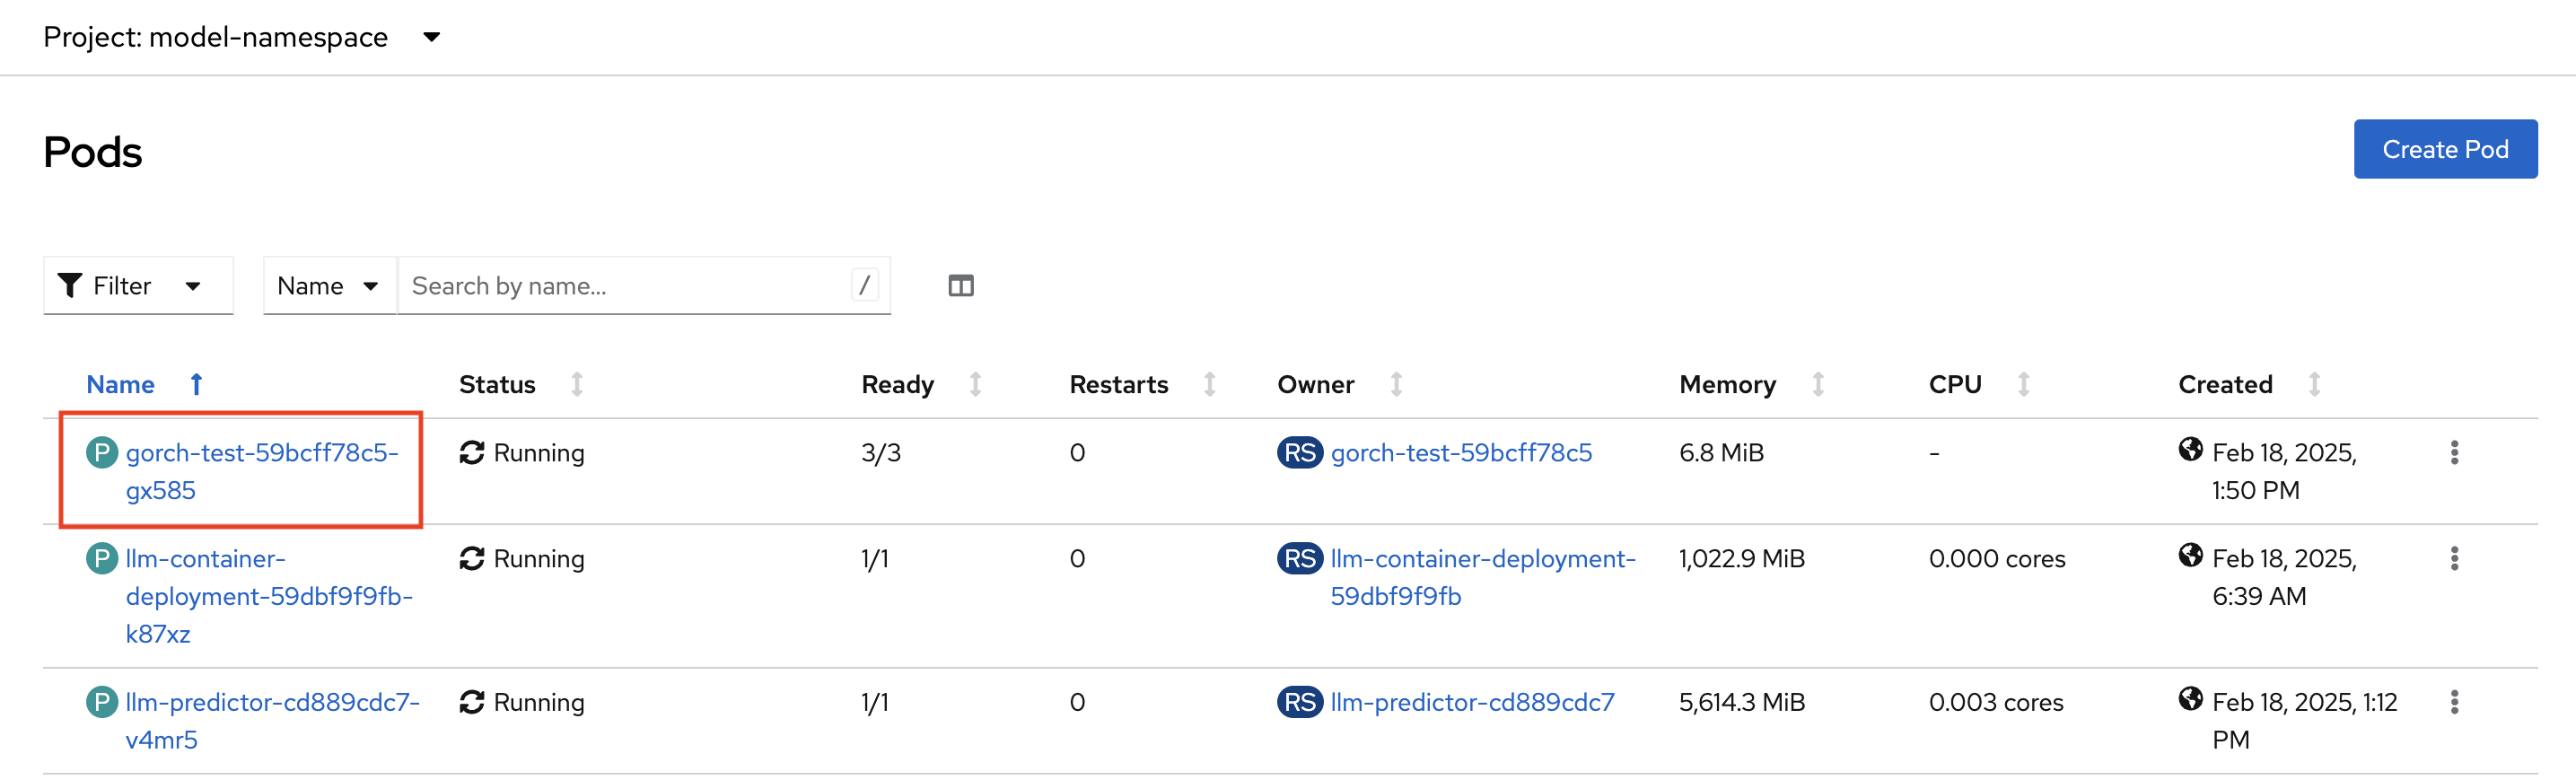 Project: model-namespace
Pods
Create Pod
Filter Name Search by name... /
Name Status Ready Restarts Owner Memory CPU Created
P gorch-test-59bcff78c5- Running 3/3 0 RS gorch-test-59bcff78c5 6.8 MiB - Feb 18, 2025,
gx585 1:50 PM
P llm-container- Running 1/1 0 RS llm-container-deployment- 1,022.9 MiB 0.000 cores Feb 18, 2025,
deployment-59dbf9f9fb- 59dbf9f9fb 6:39 AM
k87xz
P llm-predictor-cd889cdc7- Running 1/1 0 RS llm-predictor-cd889cdc7 5,614.3 MiB 0.003 cores Feb 18, 2025, 1:12
v4mr5 PM